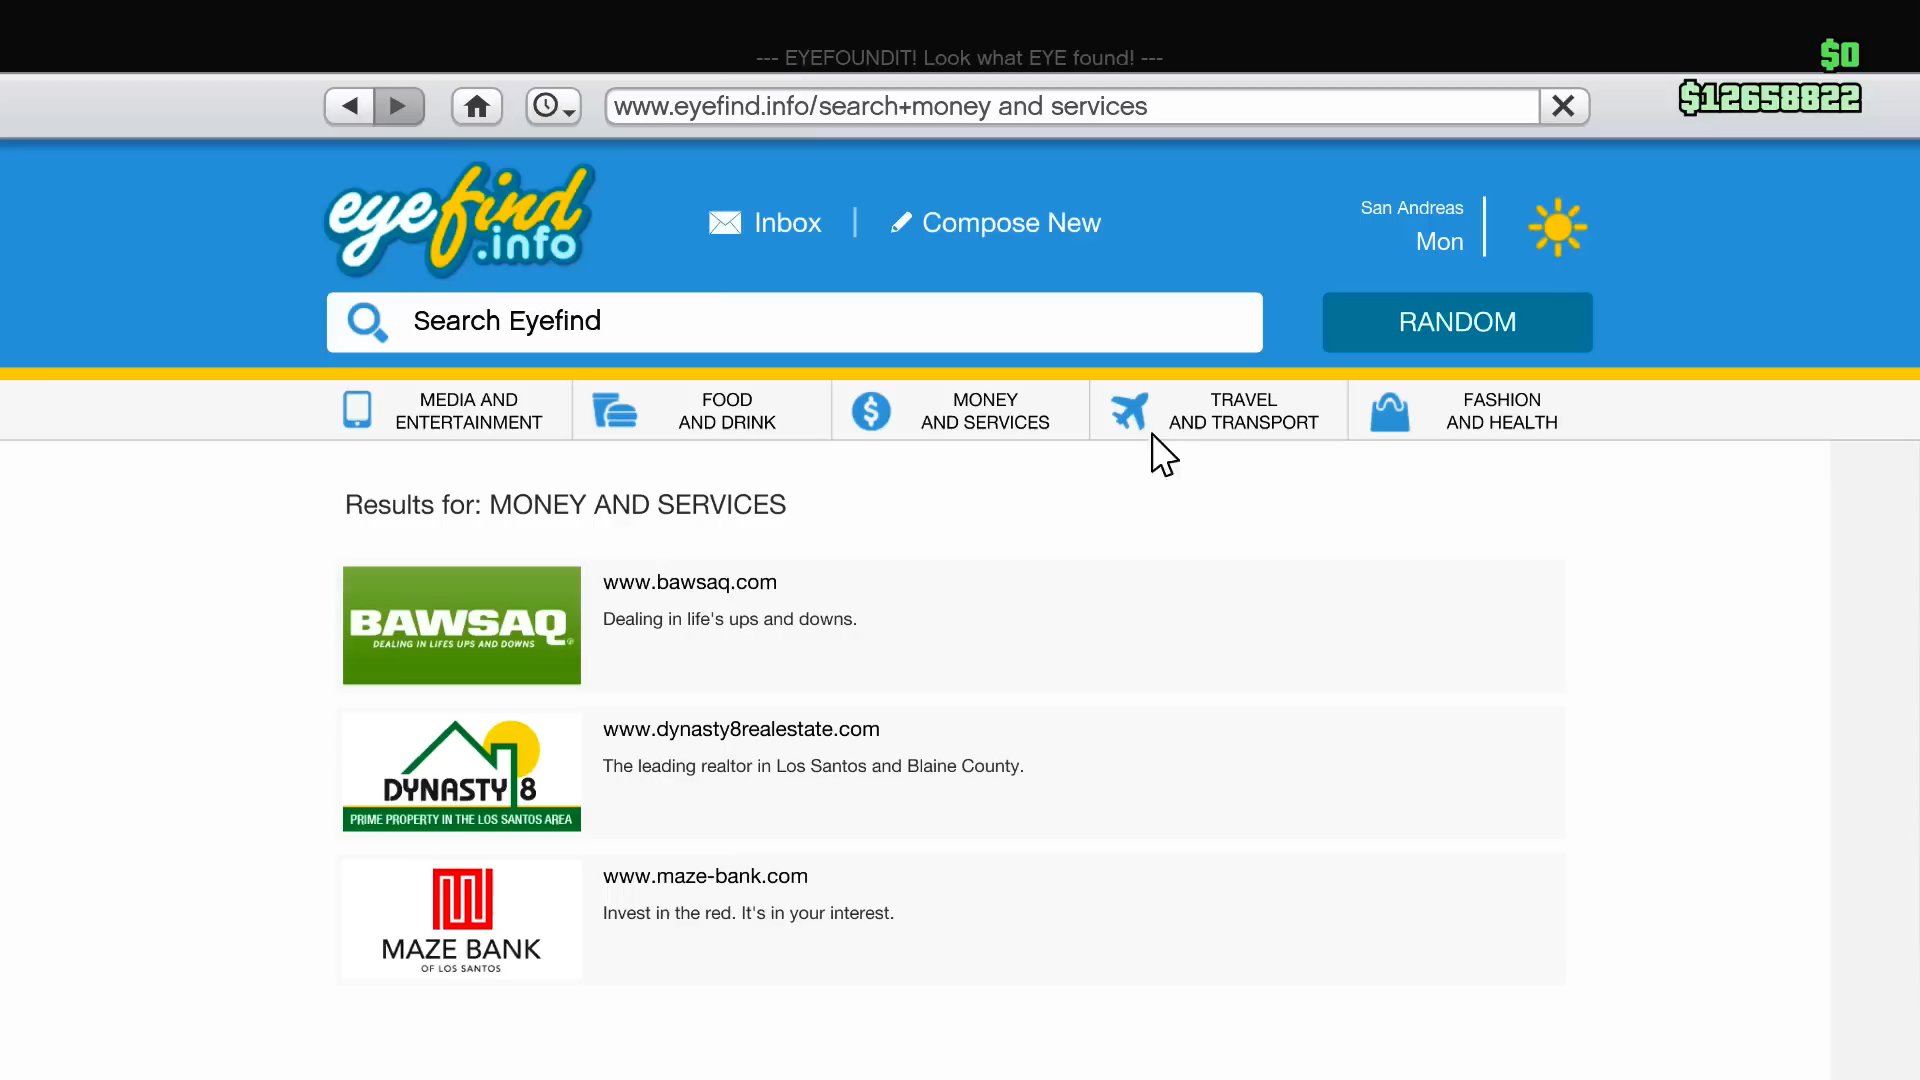 --- EYEFOUNDIT! Look what EYE found! ---
$0
$12658822
www.eyefind.info/search+money and services
eyefind
.info
Inbox
Compose New
San Andreas
Mon
Search Eyefind
RANDOM
MEDIA AND
ENTERTAINMENT
FOOD
AND DRINK
MONEY
AND SERVICES
TRAVEL
AND TRANSPORT
FASHION
AND HEALTH
Results for: MONEY AND SERVICES
BAWSAQ
DEALING IN LIFES UPS AND DOWNS
www.bawsaq.com
Dealing in life's ups and downs.
DYNASTY 8
PRIME PROPERTY IN THE LOS SANTOS AREA
www.dynasty8realestate.com
The leading realtor in Los Santos and Blaine County.
MAZE BANK
OF LOS SANTOS
www.maze-bank.com
Invest in the red. It's in your interest.